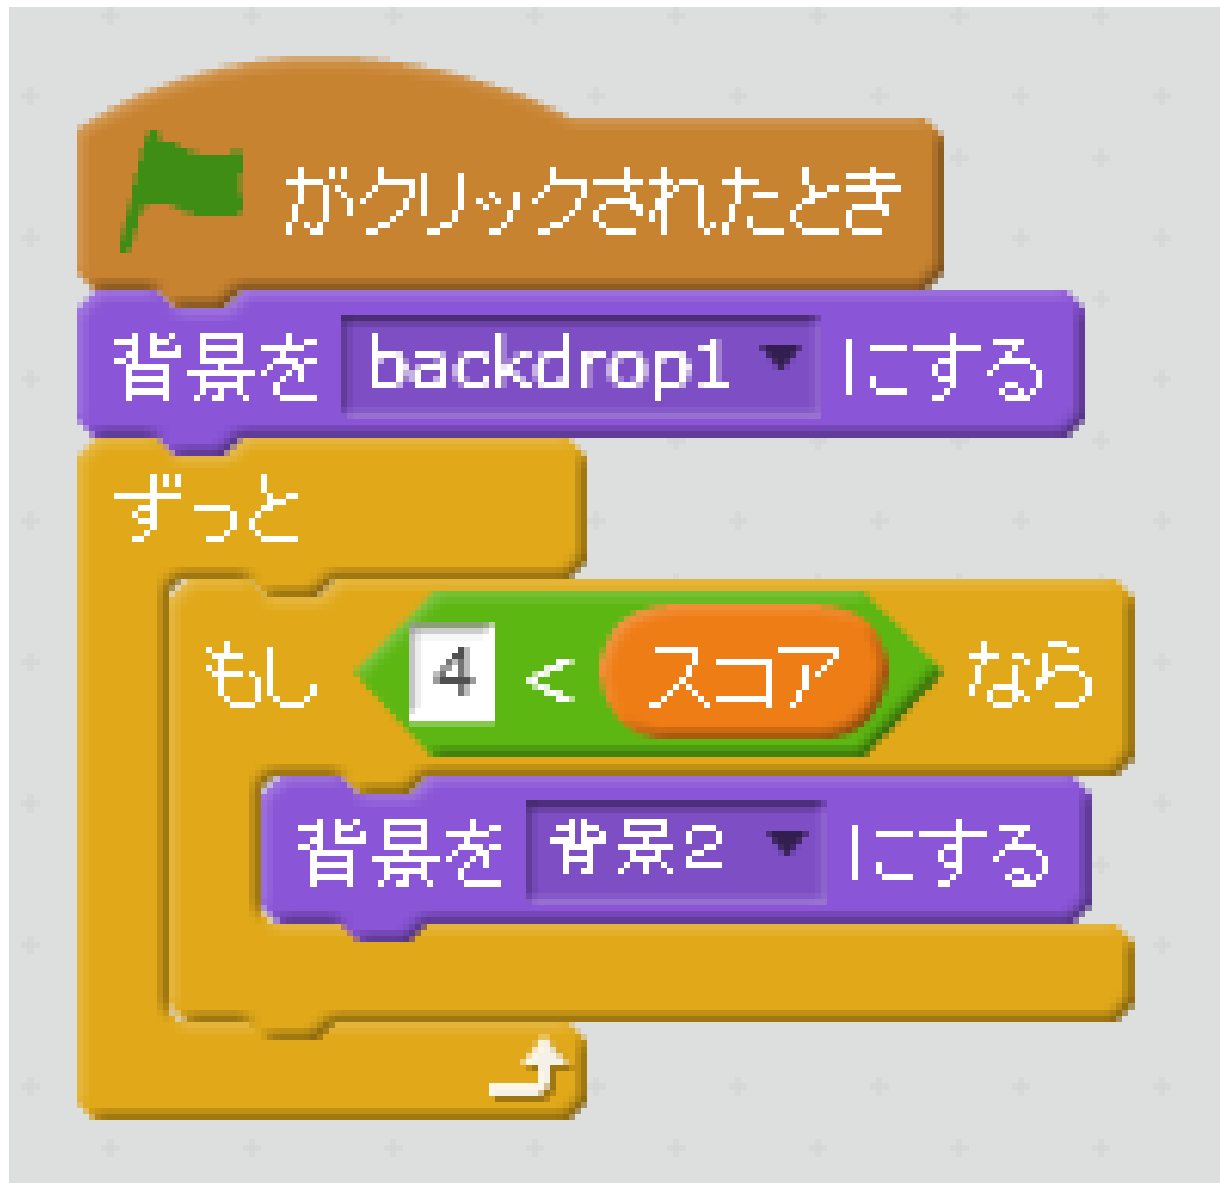 がクリックされたとき
背景を backdrop1 にする
ずっと
もし 4 < スコア なら
背景を 背景2 にする